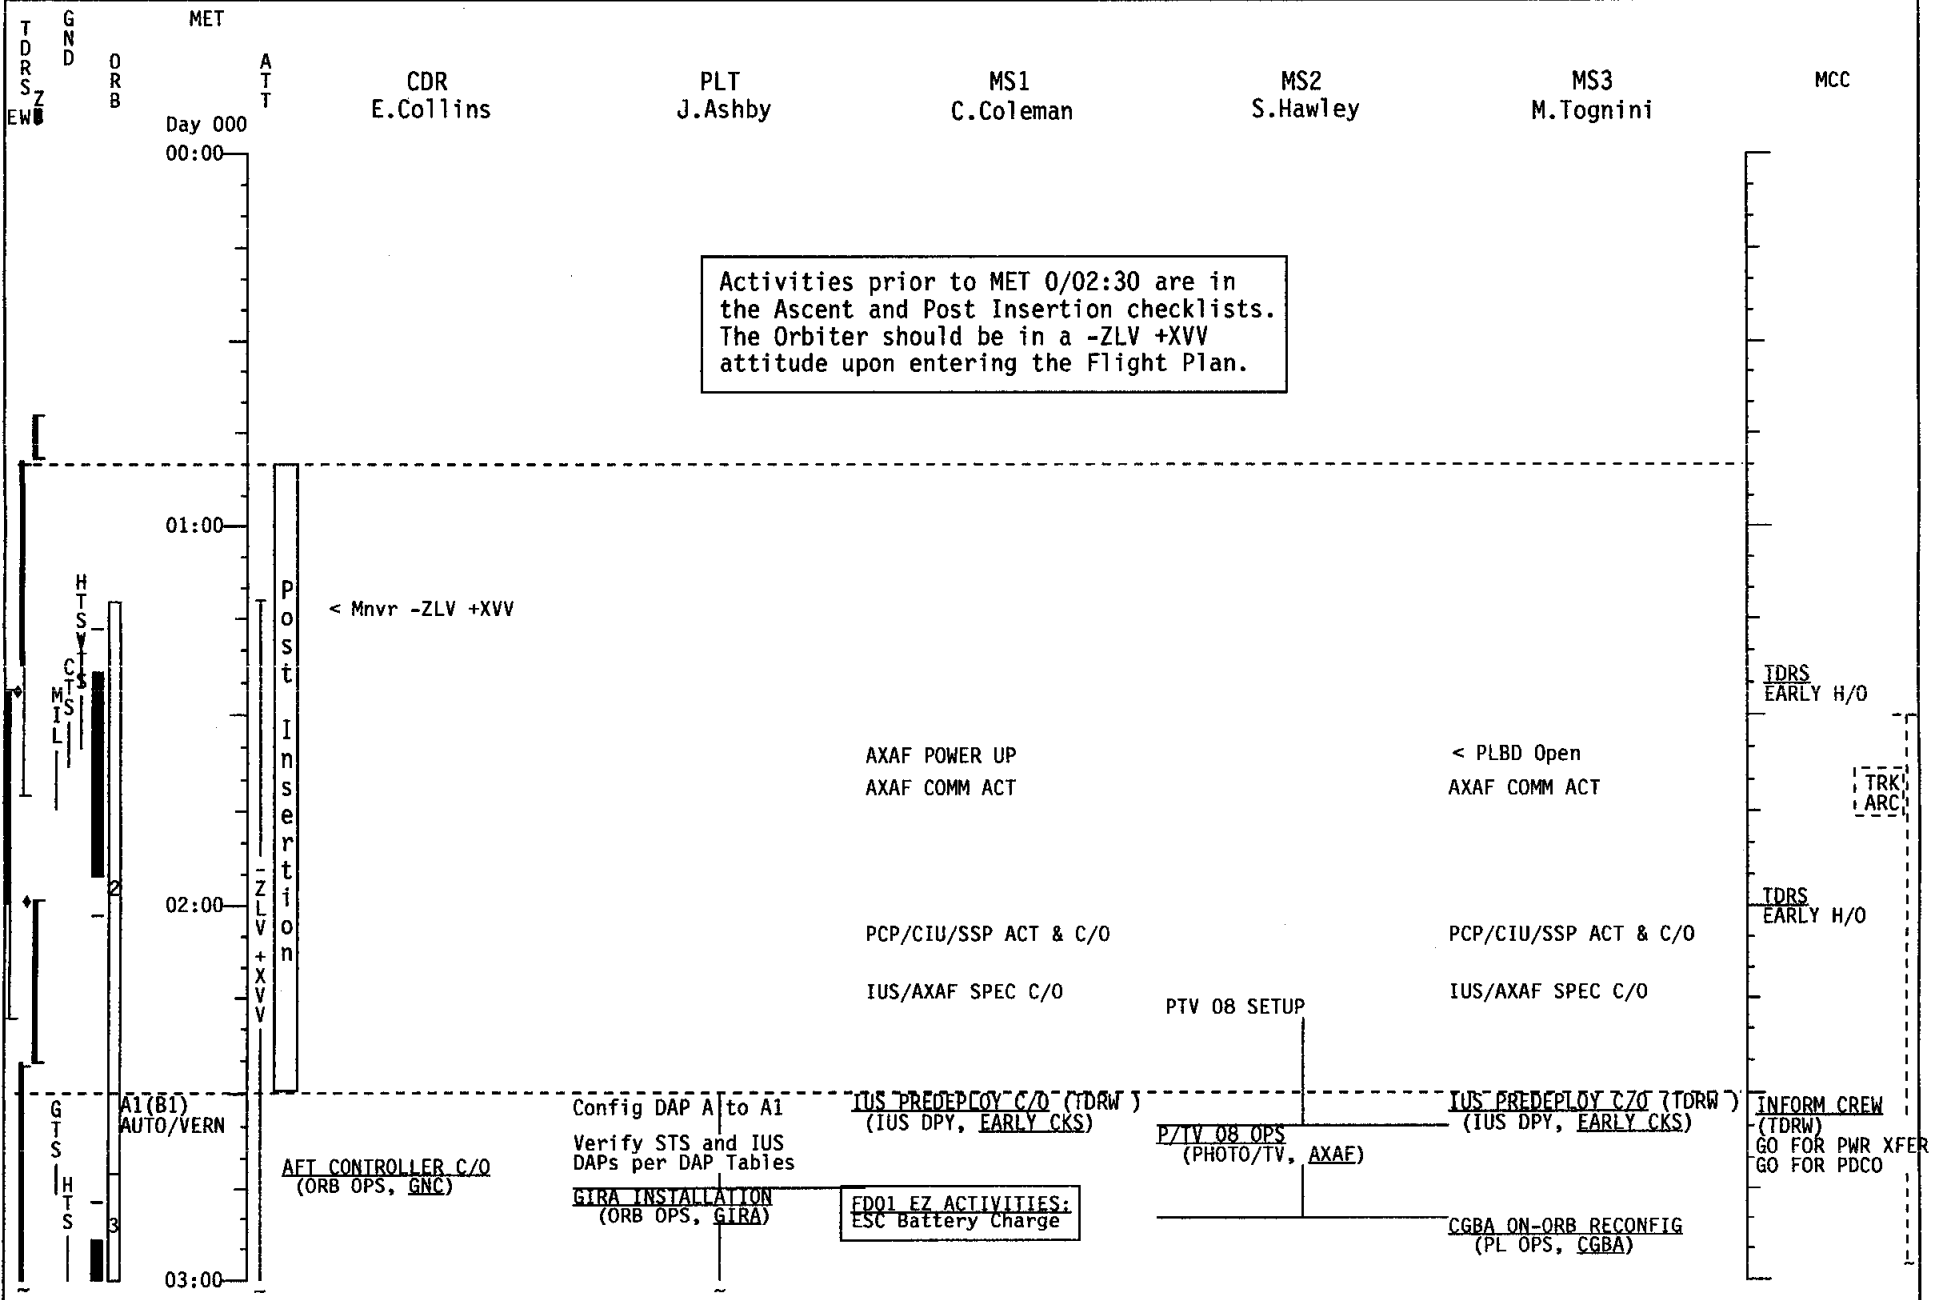 TDRS
GND
MET
ORB
ATT
Z
EW
CDR
E.Collins
PLT
J.Ashby
MS1
C.Coleman
MS2
S.Hawley
MS3
M.Tognini
MCC
Day 000
00:00
Activities prior to MET 0/02:30 are in
the Ascent and Post Insertion checklists.
The Orbiter should be in a -ZLV +XVV
attitude upon entering the Flight Plan.
01:00
HTS
VTS
CTS
MIL
Post Insertion
< Mnvr -ZLV +XVV
TDRS
EARLY H/O
AXAF POWER UP
< PLBD Open
AXAF COMM ACT
AXAF COMM ACT
TRK
ARC
2
-ZLV +XVV
02:00
TDRS
EARLY H/O
PCP/CIU/SSP ACT & C/O
PCP/CIU/SSP ACT & C/O
IUS/AXAF SPEC C/O
IUS/AXAF SPEC C/O
PTV 08 SETUP
GTS
A1(B1)
AUTO/VERN
Config DAP A to A1
IUS PREDEPLOY C/O (TDRW )
(IUS DPY, EARLY CKS)
IUS PREDEPLOY C/O (TDRW )
(IUS DPY, EARLY CKS)
INFORM CREW
(TDRW)
GO FOR PWR XFER
GO FOR PDCO
P/TV 08 OPS
(PHOTO/TV, AXAF)
Verify STS and IUS
DAPs per DAP Tables
AFT CONTROLLER C/O
(ORB OPS, GNC)
GIRA INSTALLATION
(ORB OPS, GIRA)
FD01 EZ ACTIVITIES:
ESC Battery Charge
HTS
3
CGBA ON-ORB RECONFIG
(PL OPS, CGBA)
03:00
~
~
~
~